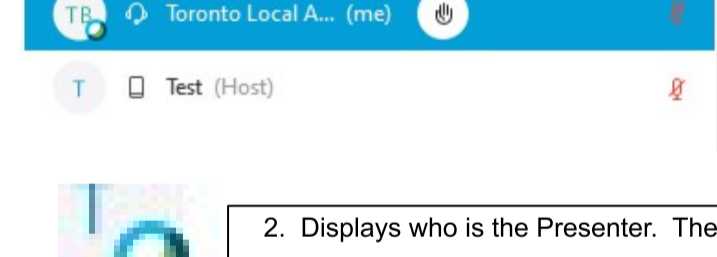 TB Toronto Local A... (me)
T Test (Host)
T
2. Displays who is the Presenter. The